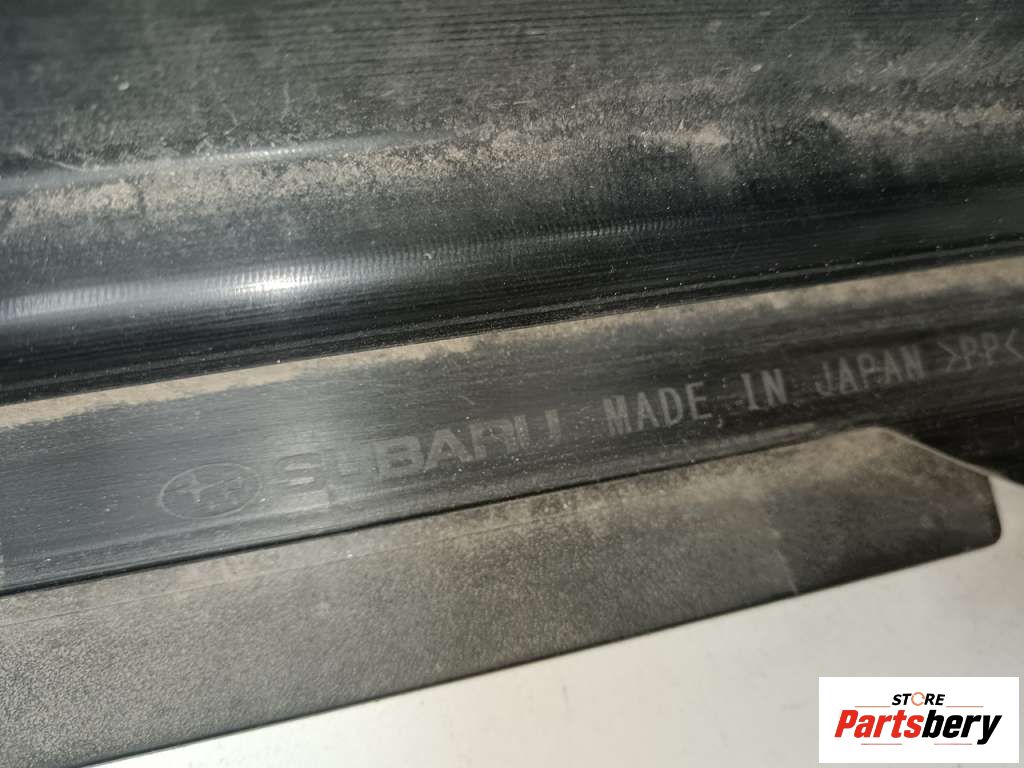 SUBARU MADE IN JAPAN >PP<
STORE
Partsbery